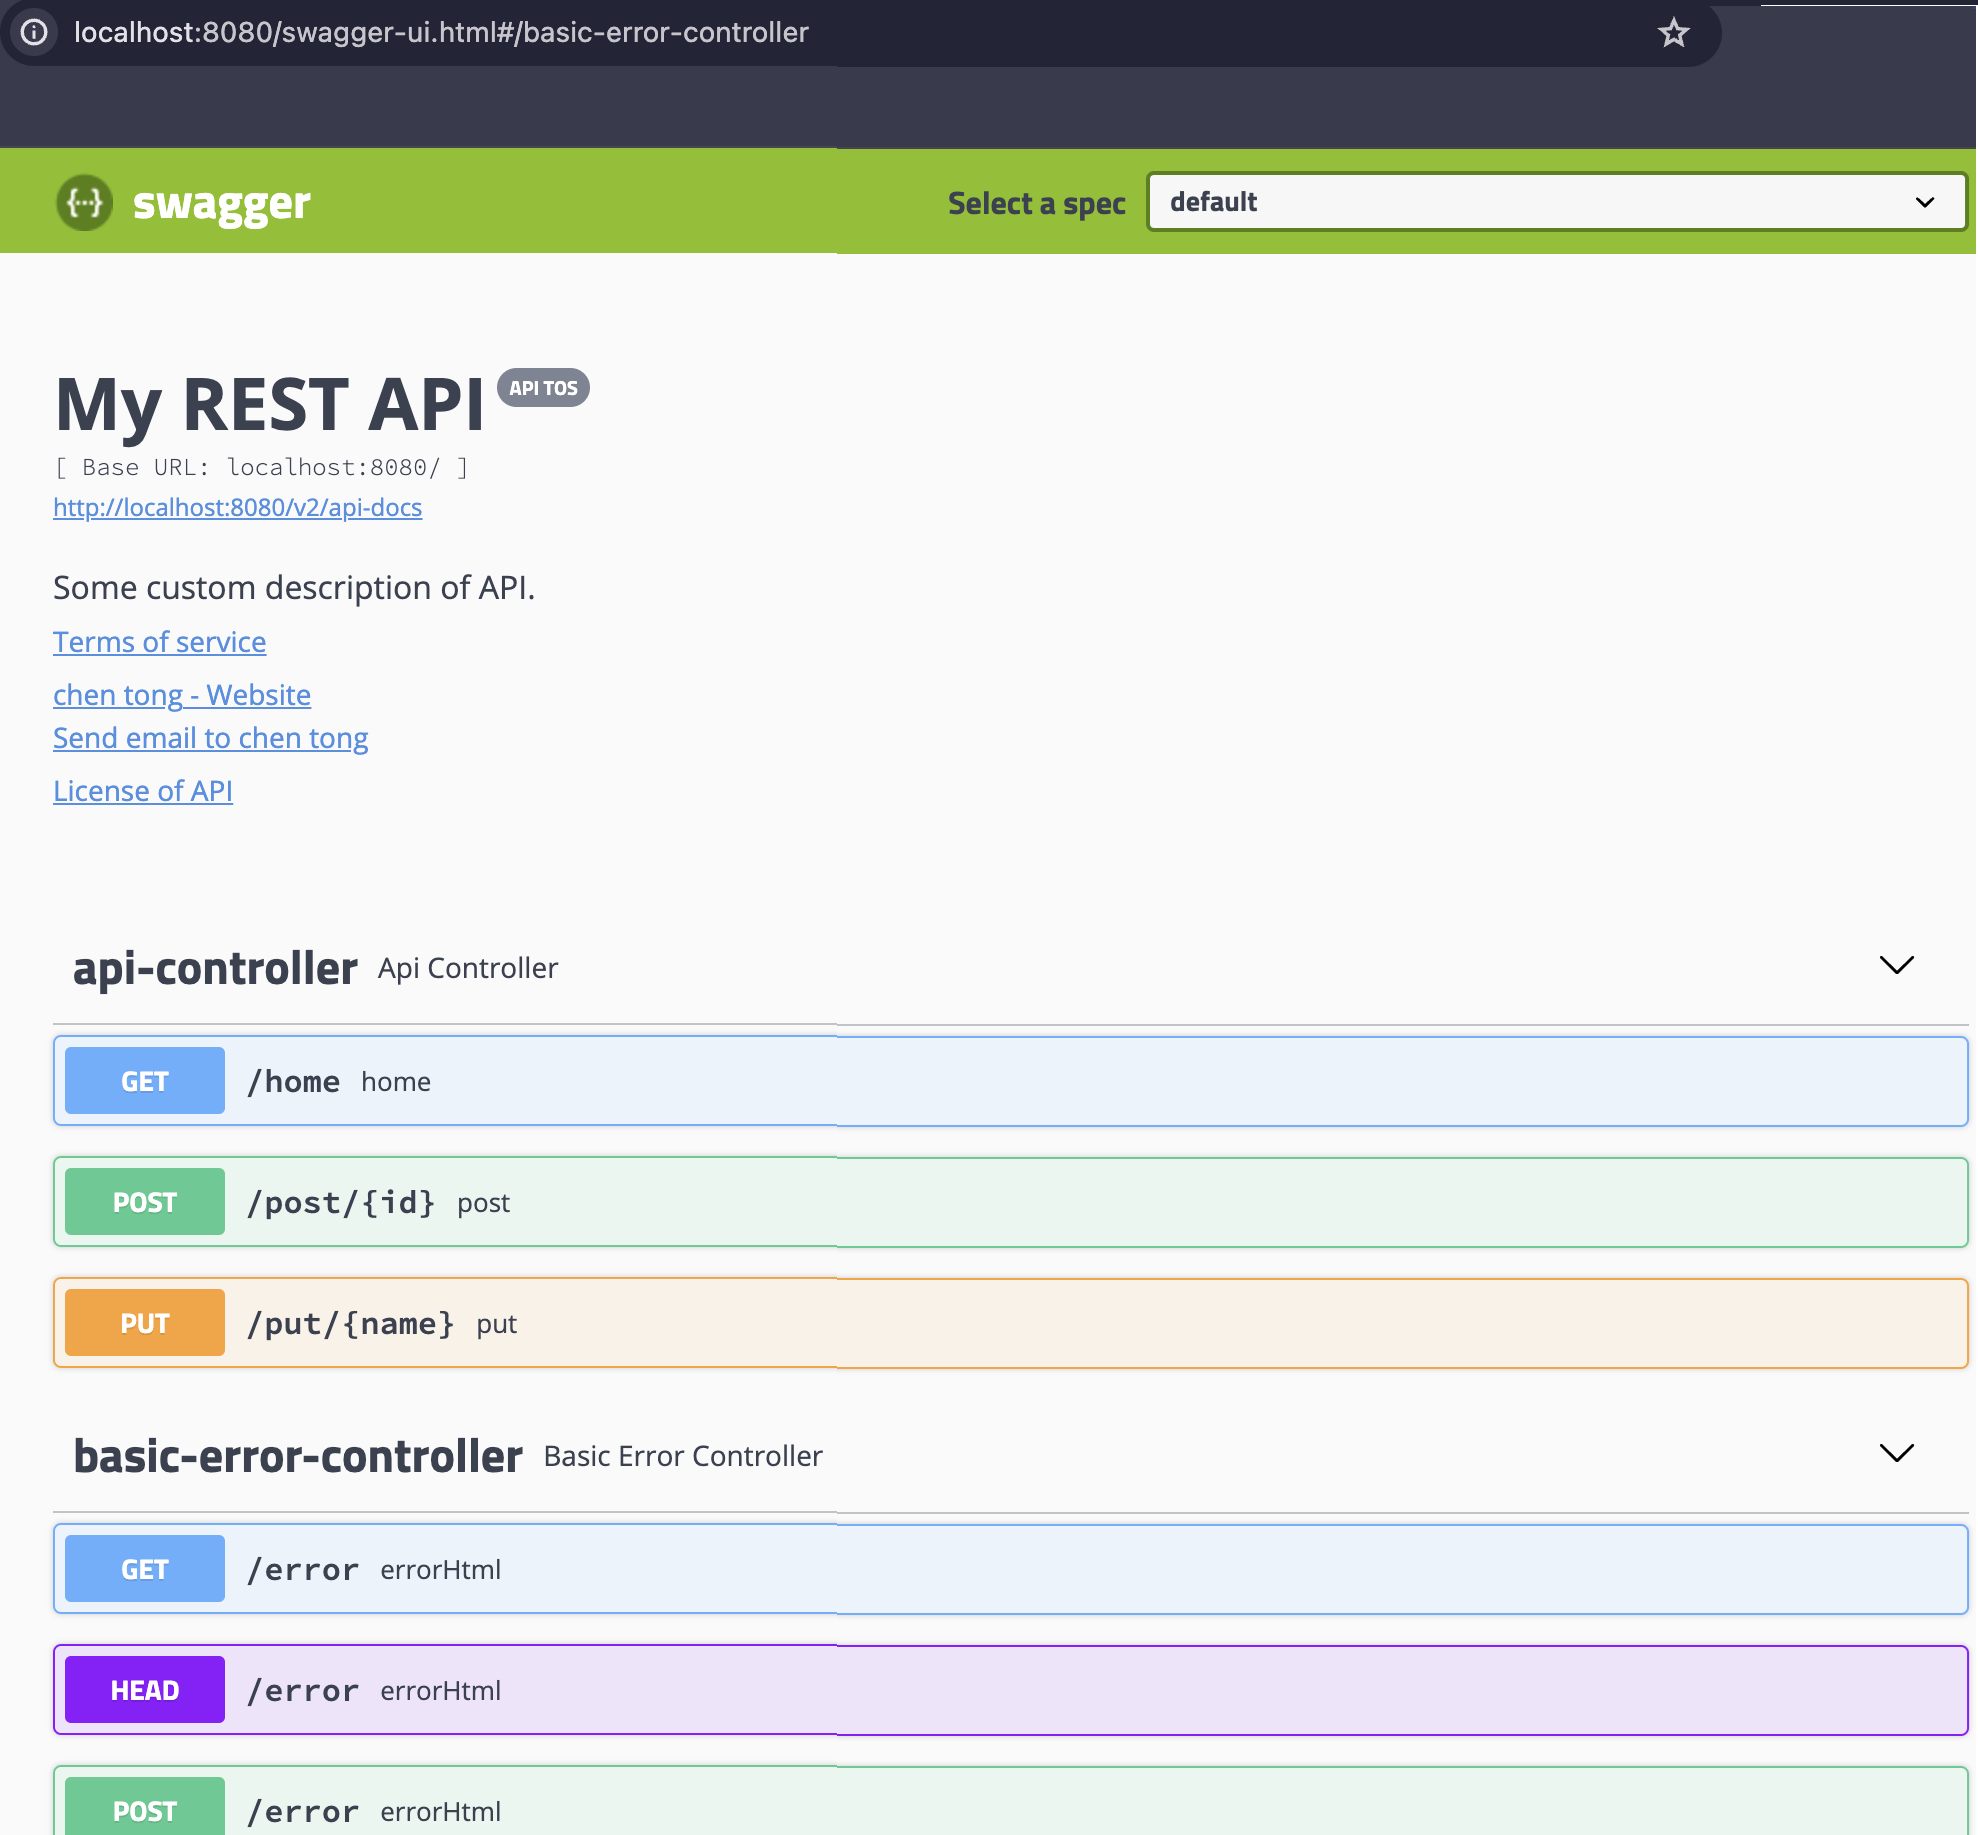 localhost:8080/swagger-ui.html#/basic-error-controller
{...} swagger
Select a spec default
My REST API API TOS
[ Base URL: localhost:8080/ ]
http://localhost:8080/v2/api-docs
Some custom description of API.
Terms of service
chen tong - Website
Send email to chen tong
License of API
api-controller Api Controller
GET /home home
POST /post/{id} post
PUT /put/{name} put
basic-error-controller Basic Error Controller
GET /error errorHtml
HEAD /error errorHtml
POST /error errorHtml